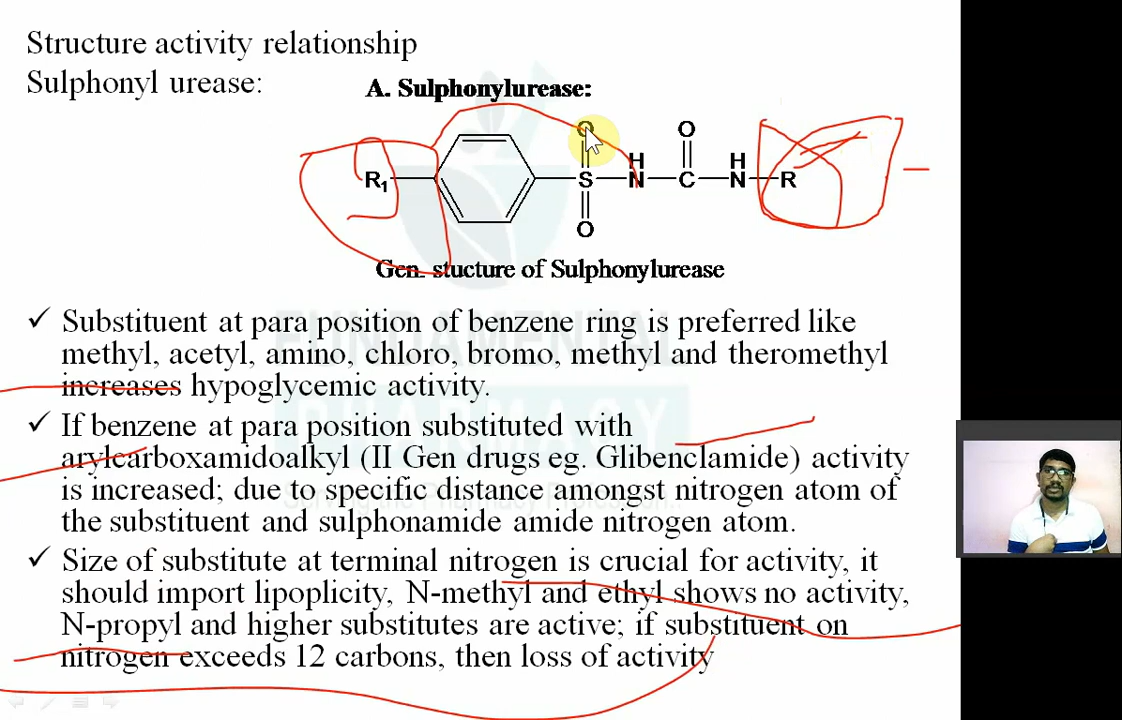 Structure activity relationship
Sulphonyl urease:
A. Sulphonylurease:
O O
H H
R1 S N C N R
O
Gen. stucture of Sulphonylurease
✓ Substituent at para position of benzene ring is preferred like
methyl, acetyl, amino, chloro, bromo, methyl and theromethyl
increases hypoglycemic activity.
✓ If benzene at para position substituted with
arylcarboxamidoalkyl (II Gen drugs eg. Glibenclamide) activity
is increased; due to specific distance amongst nitrogen atom of
the substituent and sulphonamide amide nitrogen atom.
✓ Size of substitute at terminal nitrogen is crucial for activity, it
should import lipoplicity, N-methyl and ethyl shows no activity,
N-propyl and higher substitutes are active; if substituent on
nitrogen exceeds 12 carbons, then loss of activity
FUNDAMENTAL
PHARMACY